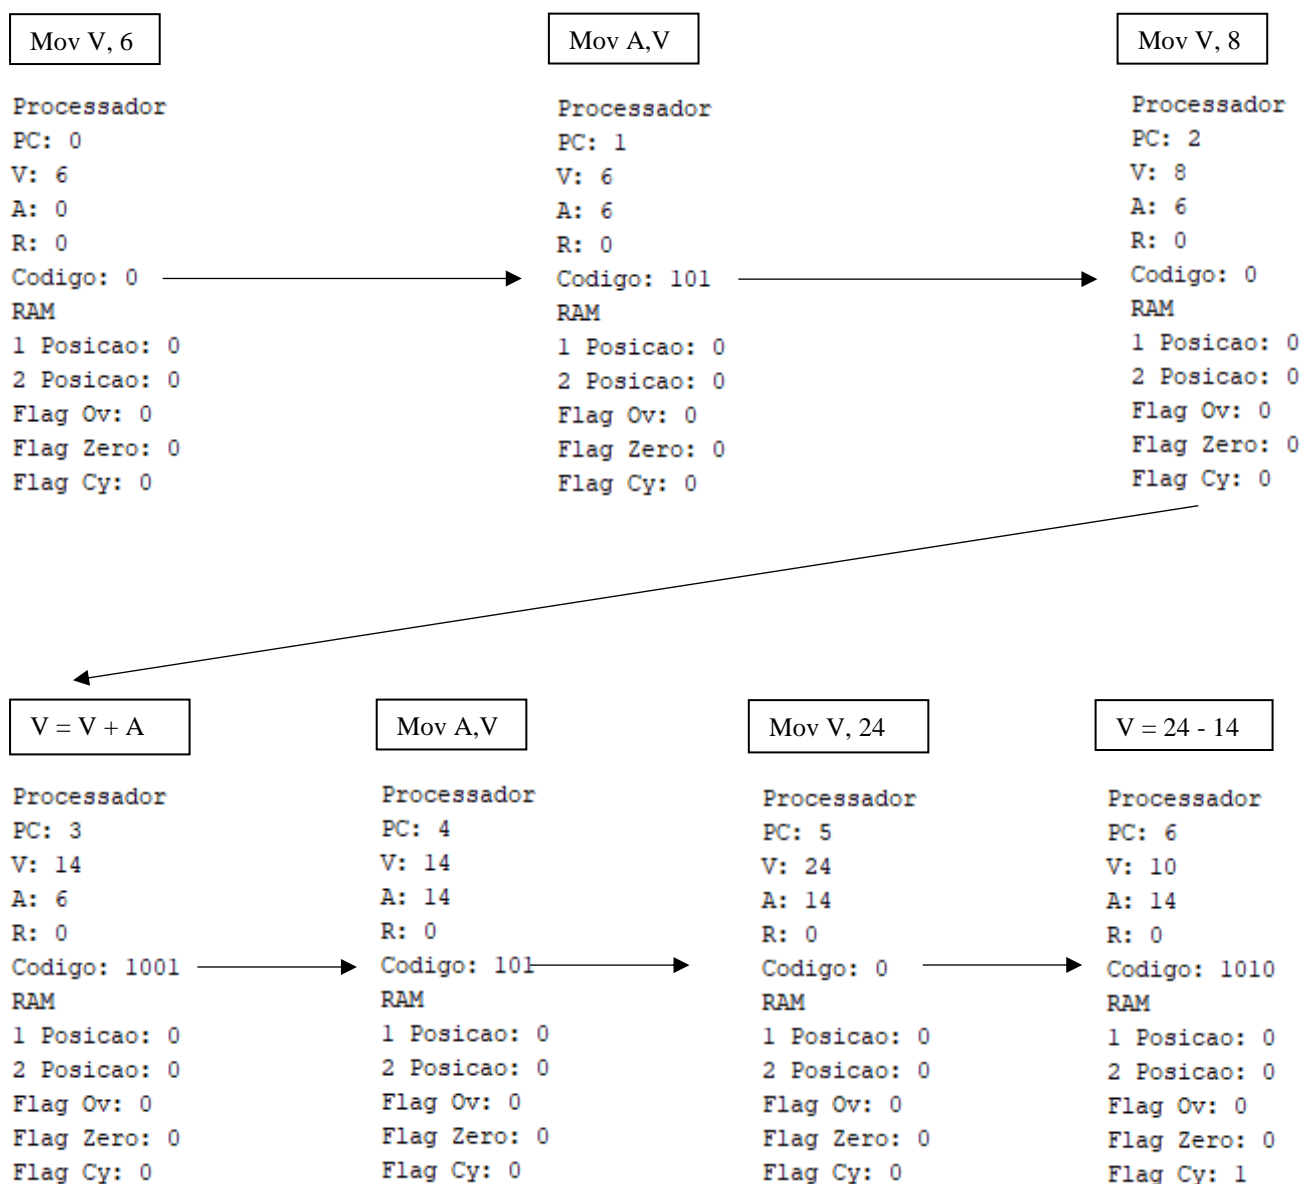 Mov V, 6
Processador
PC: 0
V: 6
A: 0
R: 0
Codigo: 0
RAM
1 Posicao: 0
2 Posicao: 0
Flag Ov: 0
Flag Zero: 0
Flag Cy: 0
Mov A,V
Processador
PC: 1
V: 6
A: 6
R: 0
Codigo: 101
RAM
1 Posicao: 0
2 Posicao: 0
Flag Ov: 0
Flag Zero: 0
Flag Cy: 0
Mov V, 8
Processador
PC: 2
V: 8
A: 6
R: 0
Codigo: 0
RAM
1 Posicao: 0
2 Posicao: 0
Flag Ov: 0
Flag Zero: 0
Flag Cy: 0
V = V + A
Processador
PC: 3
V: 14
A: 6
R: 0
Codigo: 1001
RAM
1 Posicao: 0
2 Posicao: 0
Flag Ov: 0
Flag Zero: 0
Flag Cy: 0
Mov A,V
Processador
PC: 4
V: 14
A: 14
R: 0
Codigo: 101
RAM
1 Posicao: 0
2 Posicao: 0
Flag Ov: 0
Flag Zero: 0
Flag Cy: 0
Mov V, 24
Processador
PC: 5
V: 24
A: 14
R: 0
Codigo: 0
RAM
1 Posicao: 0
2 Posicao: 0
Flag Ov: 0
Flag Zero: 0
Flag Cy: 0
V = 24 - 14
Processador
PC: 6
V: 10
A: 14
R: 0
Codigo: 1010
RAM
1 Posicao: 0
2 Posicao: 0
Flag Ov: 0
Flag Zero: 0
Flag Cy: 1